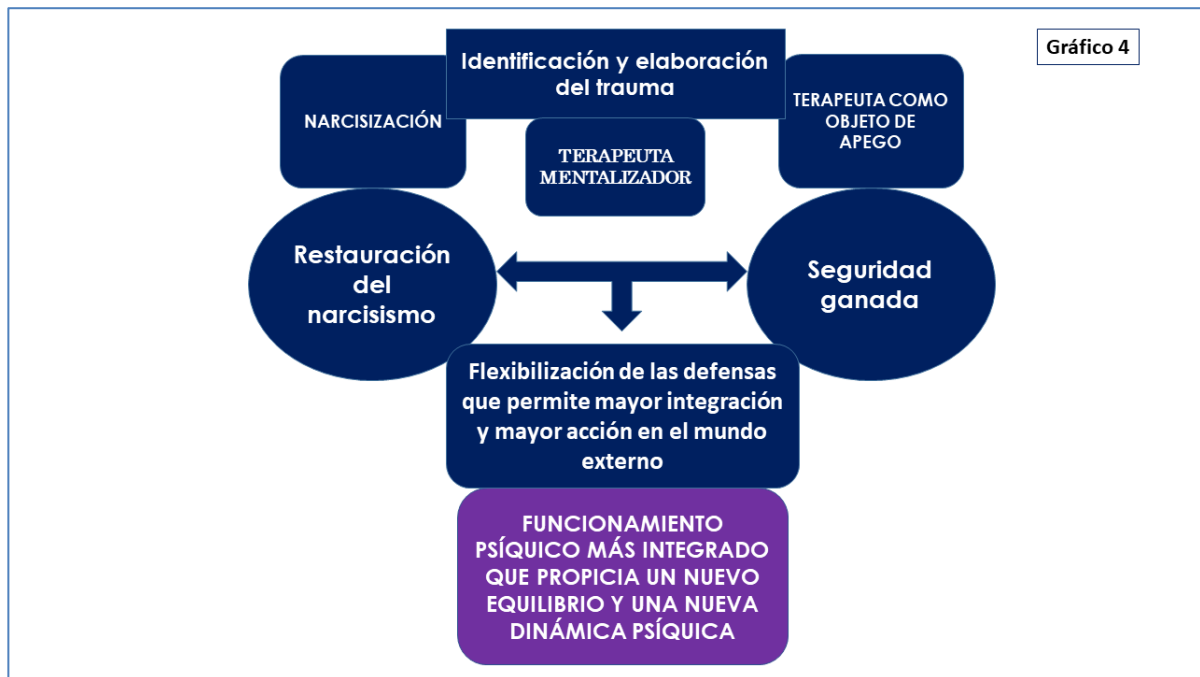 Gráfico 4
Identificación y elaboración
del trauma
NARCISIZACIÓN
TERAPEUTA COMO
OBJETO DE
APEGO
TERAPEUTA
MENTALIZADOR
Restauración
del
narcisismo
Seguridad
ganada
Flexibilización de las defensas
que permite mayor integración
y mayor acción en el mundo
externo
FUNCIONAMIENTO
PSÍQUICO MÁS INTEGRADO
QUE PROPICIA UN NUEVO
EQUILIBRIO Y UNA NUEVA
DINÁMICA PSÍQUICA